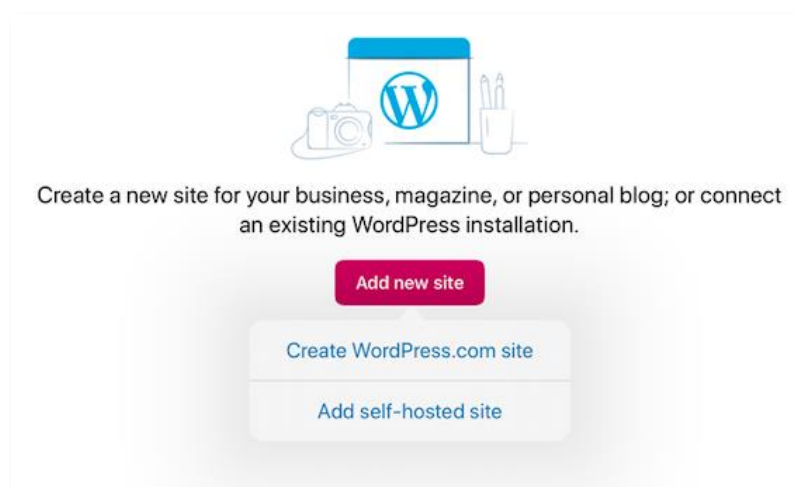 Create a new site for your business, magazine, or personal blog; or connect
an existing WordPress installation.
Add new site
Create WordPress.com site
Add self-hosted site